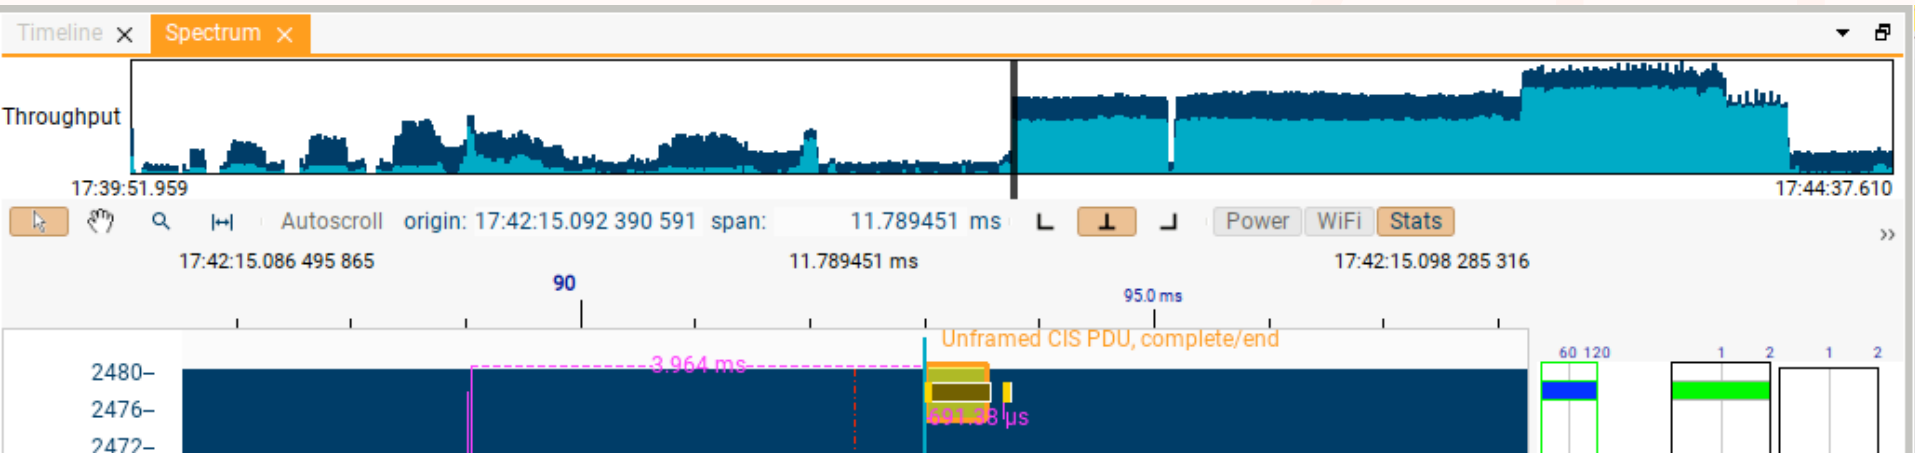 Timeline Spectrum
Throughput
17:39:51.959 17:44:37.610
Autoscroll origin: 17:42:15.092 390 591 span: 11.789451 ms Power WiFi Stats
17:42:15.086 495 865 11.789451 ms 17:42:15.098 285 316
90
95.0 ms
Unframed CIS PDU, complete/end
60 120 1 2 1 2
3.964 ms
2480
2476
691.38 µs
2472